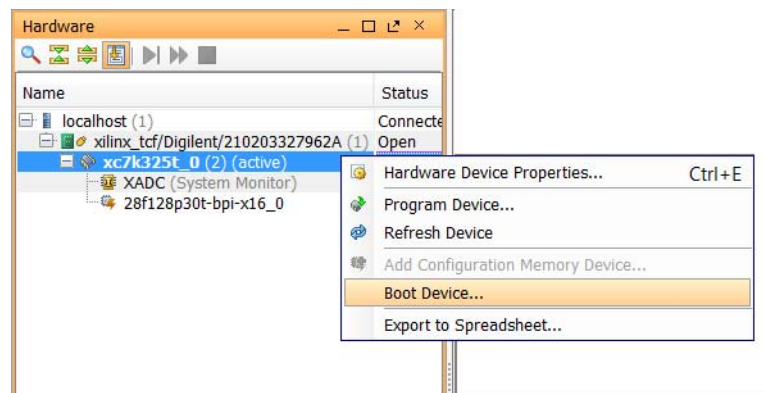 Hardware
Name Status
localhost (1) Connecte
xilinx_tcf/Digilent/210203327962A (1) Open
xc7k325t_0 (2) (active)
XADC (System Monitor)
28f128p30t-bpi-x16_0
Hardware Device Properties... Ctrl+E
Program Device...
Refresh Device
Add Configuration Memory Device...
Boot Device...
Export to Spreadsheet...